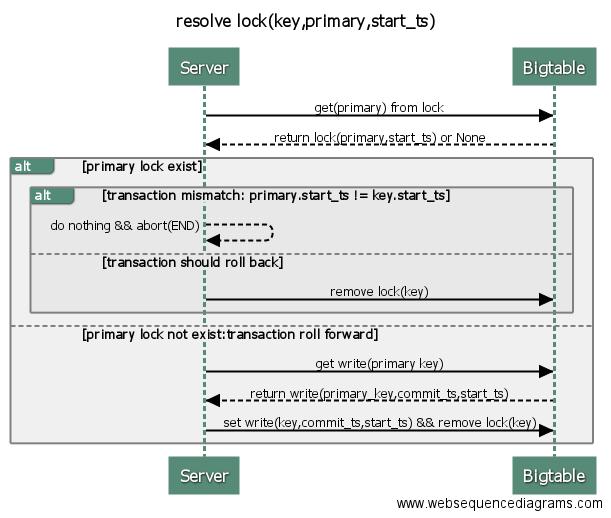 resolve lock(key,primary,start_ts)
Server
Bigtable
get(primary) from lock
return lock(primary,start_ts) or None
alt
[primary lock exist]
alt
[transaction mismatch: primary.start_ts != key.start_ts]
do nothing && abort(END)
[transaction should roll back]
remove lock(key)
[primary lock not exist:transaction roll forward]
get write(primary key)
return write(primary_key,commit_ts,start_ts)
set write(key,commit_ts,start_ts) && remove lock(key)
Server
Bigtable
www.websequencediagrams.com